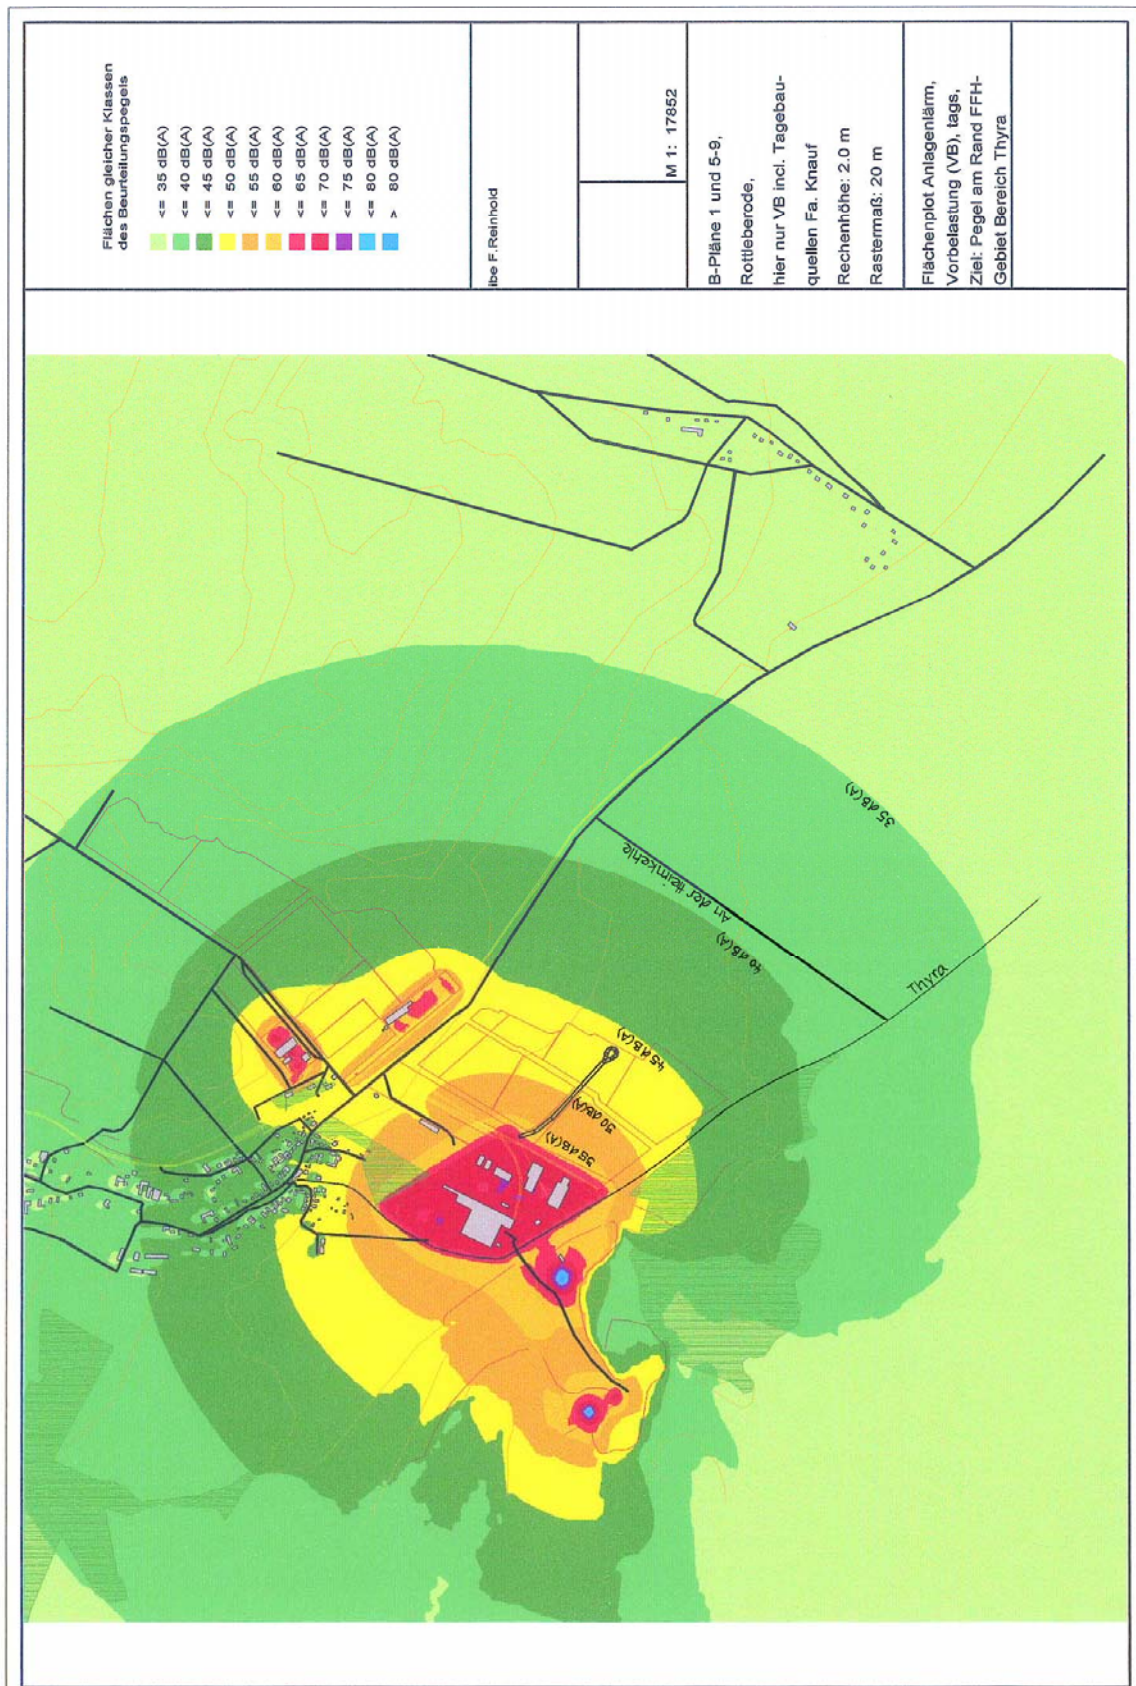 Flächen gleicher Klassen
des Beurteilungspegels
<= 35 dB(A)
<= 40 dB(A)
<= 45 dB(A)
<= 50 dB(A)
<= 55 dB(A)
<= 60 dB(A)
<= 65 dB(A)
<= 70 dB(A)
<= 75 dB(A)
<= 80 dB(A)
> 80 dB(A)
ibe F.Reinhold
M 1: 17852
B-Pläne 1 und 5-9,
Rottleberode,
hier nur VB incl. Tagebau-
quellen Fa. Knauf
Rechenhöhe: 2.0 m
Rastermaß: 20 m
Flächenplot Anlagenlärm,
Vorbelastung (VB), tags,
Ziel: Pegel am Rand FFH-
Gebiet Bereich Thyra
35 dB(A)
An der Heimkehle
40 dB(A)
Thyra
45 dB(A)
50 dB(A)
55 dB(A)